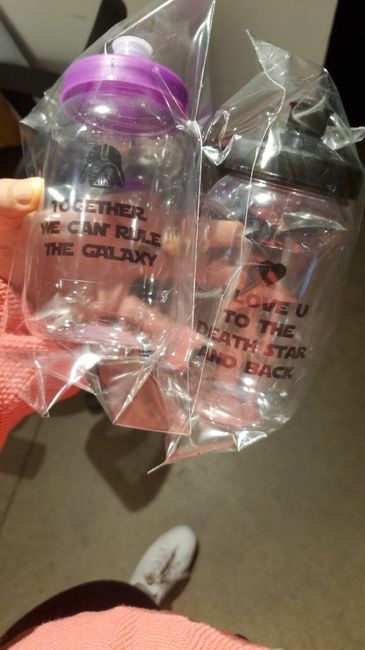 TOGETHER
WE CAN RULE
THE GALAXY
LOVE U
TO THE
DEATH STAR
AND BACK